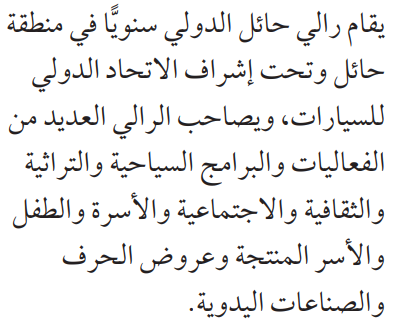 يقام رالي حائل الدولي سنويًّا في منطقة
حائل وتحت إشراف الاتحاد الدولي
للسيارات، ويصاحب الرالي العديد من
الفعاليات والبرامج السياحية والتراثية
والثقافية والاجتماعية والأسرة والطفل
والأسر المنتجة وعروض الحرف
والصناعات اليدوية.